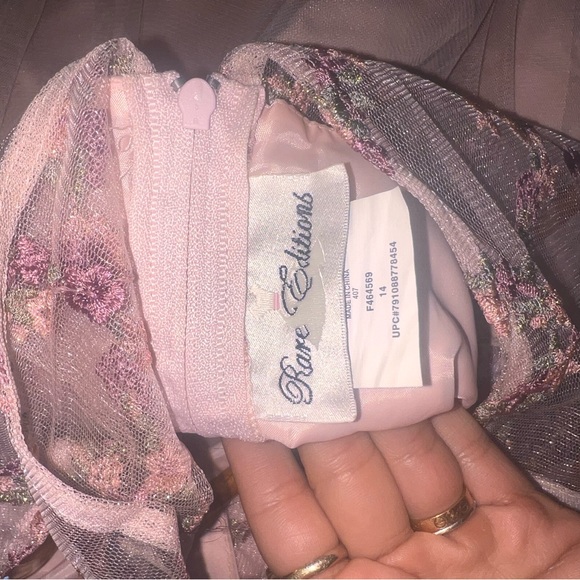 Rare Editions
MADE IN CHINA
407
F464569
14
UPC#791088778454